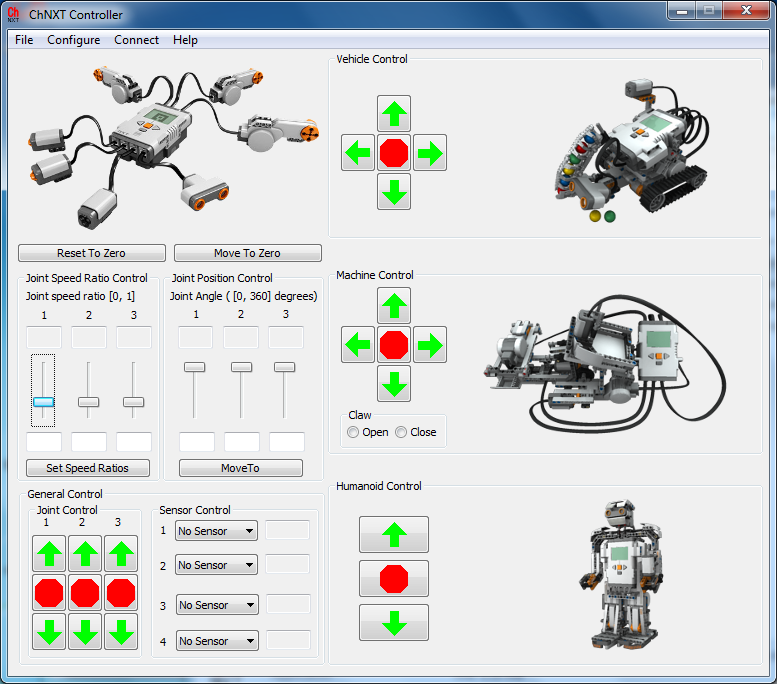 Ch
NXT
ChNXT Controller
File Configure Connect Help
Vehicle Control
Reset To Zero
Move To Zero
Joint Speed Ratio Control
Joint speed ratio [0, 1]
1 2 3
Set Speed Ratios
Joint Position Control
Joint Angle ( [0, 360] degrees)
1 2 3
MoveTo
Machine Control
Claw
Open Close
General Control
Joint Control
1 2 3
Sensor Control
1 No Sensor
2 No Sensor
3 No Sensor
4 No Sensor
Humanoid Control